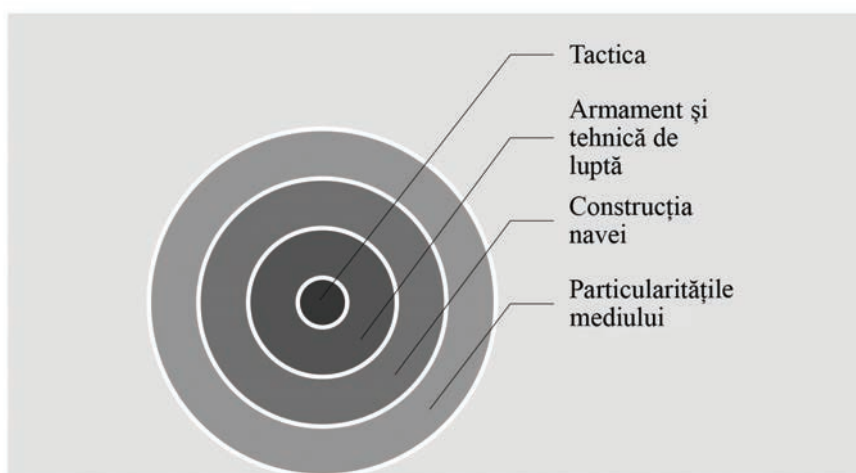 Tactica
Armament și
tehnică de
luptă
Construcția
navei
Particularitățile
mediului